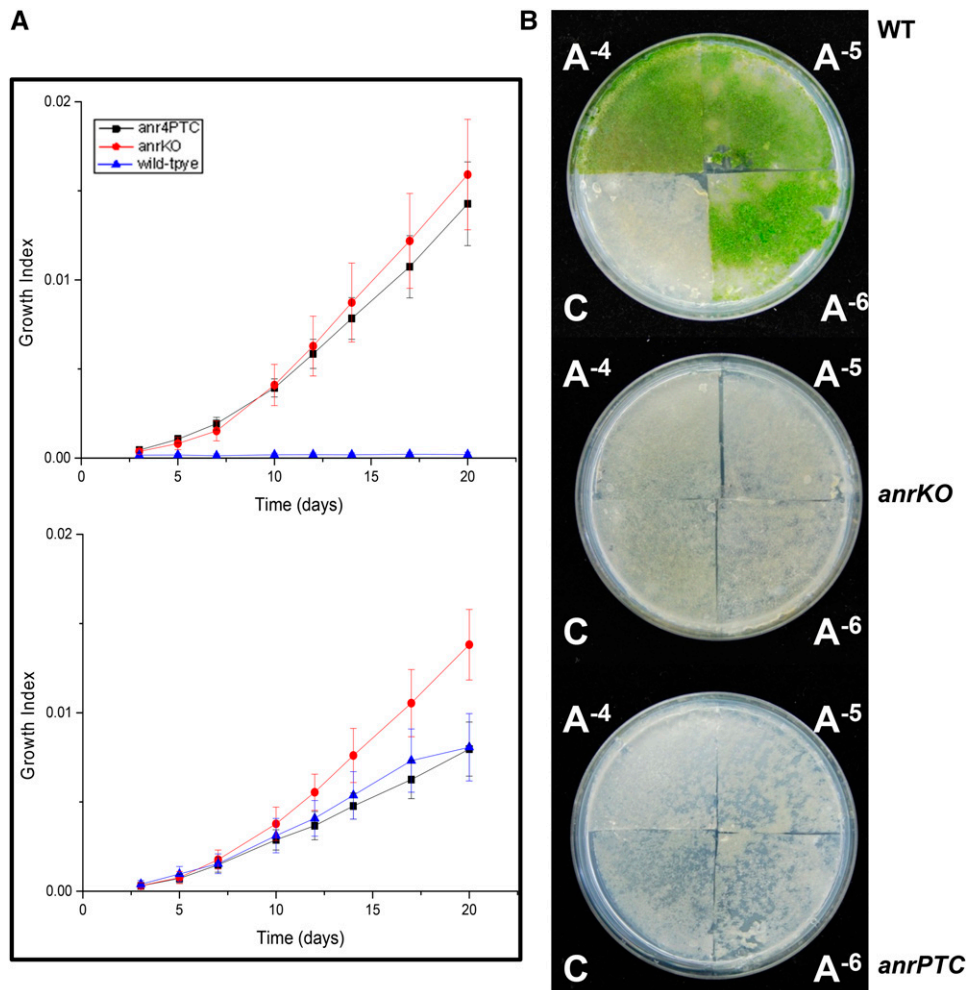 A
0.02
anr4PTC
anrKO
wild-tpye
0.01
0.00
Growth Index
0
5
10
15
20
Time (days)
0.02
0.01
0.00
Growth Index
0
5
10
15
20
Time (days)
B
WT
A-4
A-5
C
A-6
anrKO
A-4
A-5
C
A-6
anrPTC
A-4
A-5
C
A-6